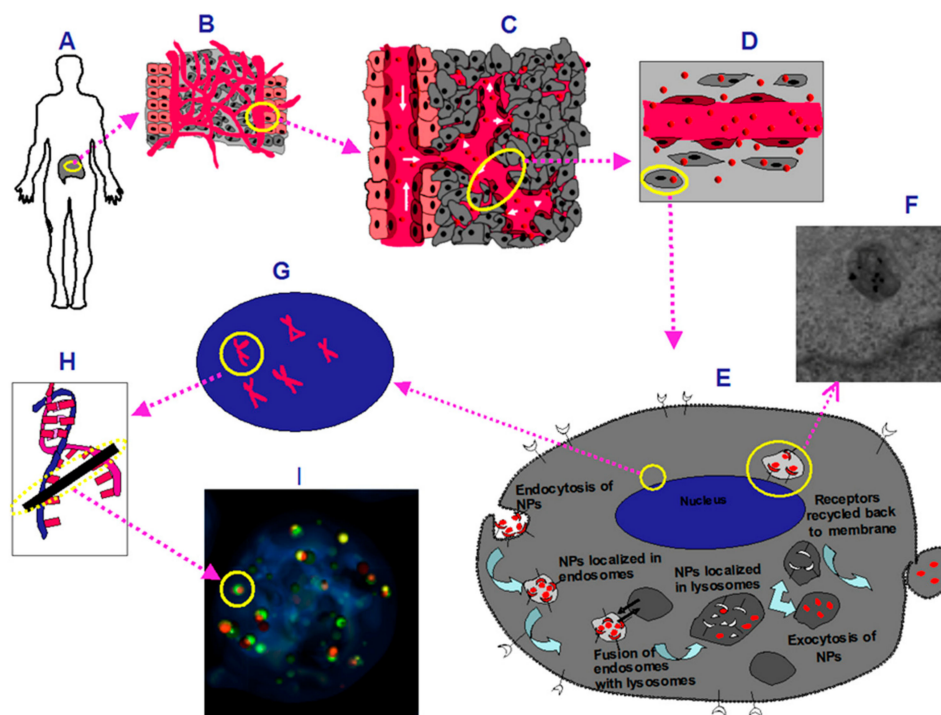 A
B
C
D
F
G
E
H
I
Endocytosis of
NPs
Nucleus
Receptors
recycled back
to membrane
NPs localized in
endosomes
NPs localized
in lysosomes
Fusion of
endosomes
with lysosomes
Exocytosis of
NPs